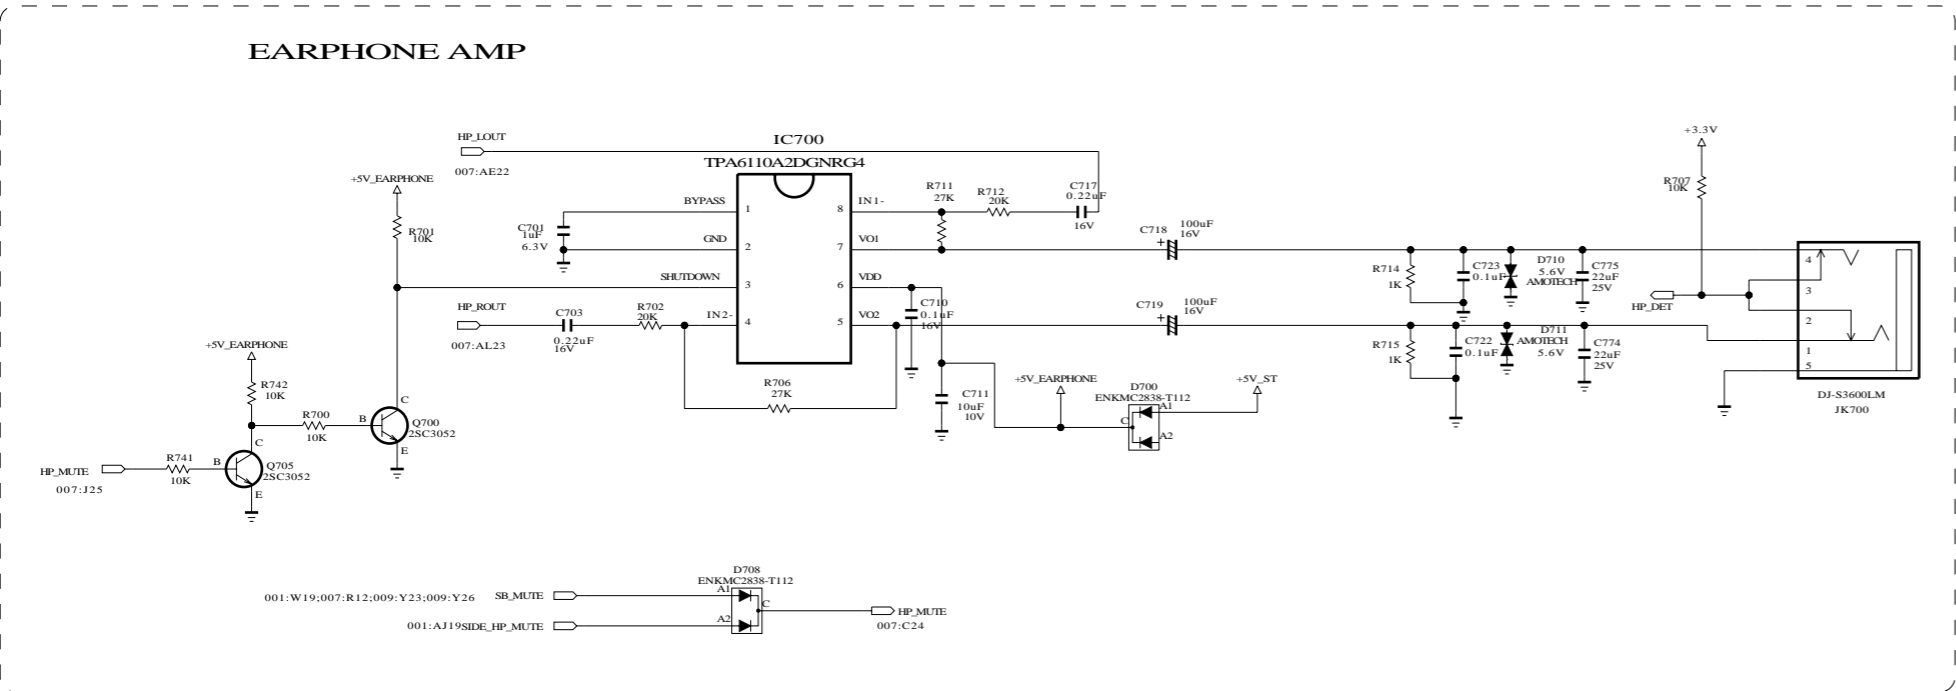 EARPHONE AMP
HP_LOUT
007:AE22
IC700
TPA6110A2DGNRG4
+5V_EARPHONE
R701
10K
BYPASS
1
GND
2
SHUTDOWN
3
IN2-
4
8
IN1-
7
VO1
6
VDD
5
VO2
C701
1uF
6.3V
HP_ROUT
007:AL23
C703
0.22uF
16V
R702
20K
R706
27K
R711
27K
R712
20K
C717
0.22uF
16V
C710
0.1uF
16V
C711
10uF
10V
C718
100uF
16V
+
C719
100uF
16V
+
+5V_EARPHONE
D700
ENKMC2838-T112
A1
C
A2
+5V_ST
R714
1K
C723
0.1uF
D710
5.6V
AMOTECH
C775
22uF
25V
R715
1K
C722
0.1uF
D711
AMOTECH
5.6V
C774
22uF
25V
+3.3V
R707
10K
HP_DET
4
3
2
1
5
DJ-S3600LM
JK700
+5V_EARPHONE
R742
10K
R700
10K
B
C
Q700
2SC3052
E
HP_MUTE
007:J25
R741
10K
B
C
Q705
2SC3052
E
D708
ENKMC2838-T112
001:W19;007:R12;009:Y23;009:Y26
SB_MUTE
A1
C
A2
001:AJ19
SIDE_HP_MUTE
HP_MUTE
007:C24